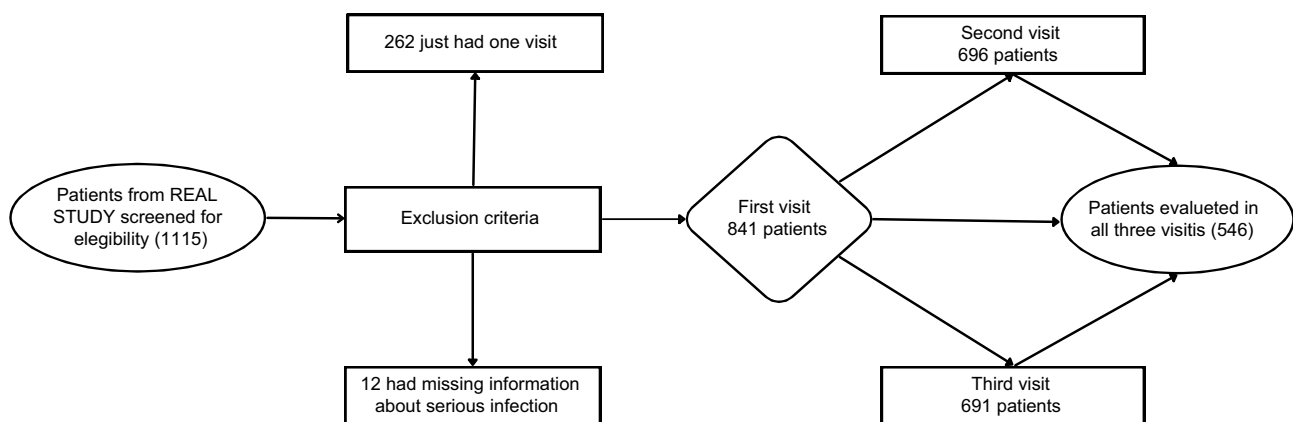 262 just had one visit
Second visit
696 patients
Patients from REAL
STUDY screened for
elegibility (1115)
Exclusion criteria
First visit
841 patients
Patients evalueted in
all three visitis (546)
12 had missing information
about serious infection
Third visit
691 patients